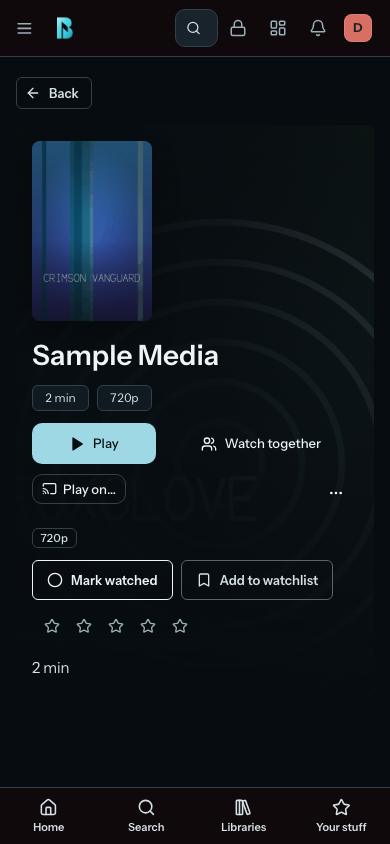 D
Back
CRIMSON VANGUARD
Sample Media
2 min
720p
Play
Watch together
Play on...
720p
Mark watched
Add to watchlist
2 min
Home
Search
Libraries
Your stuff